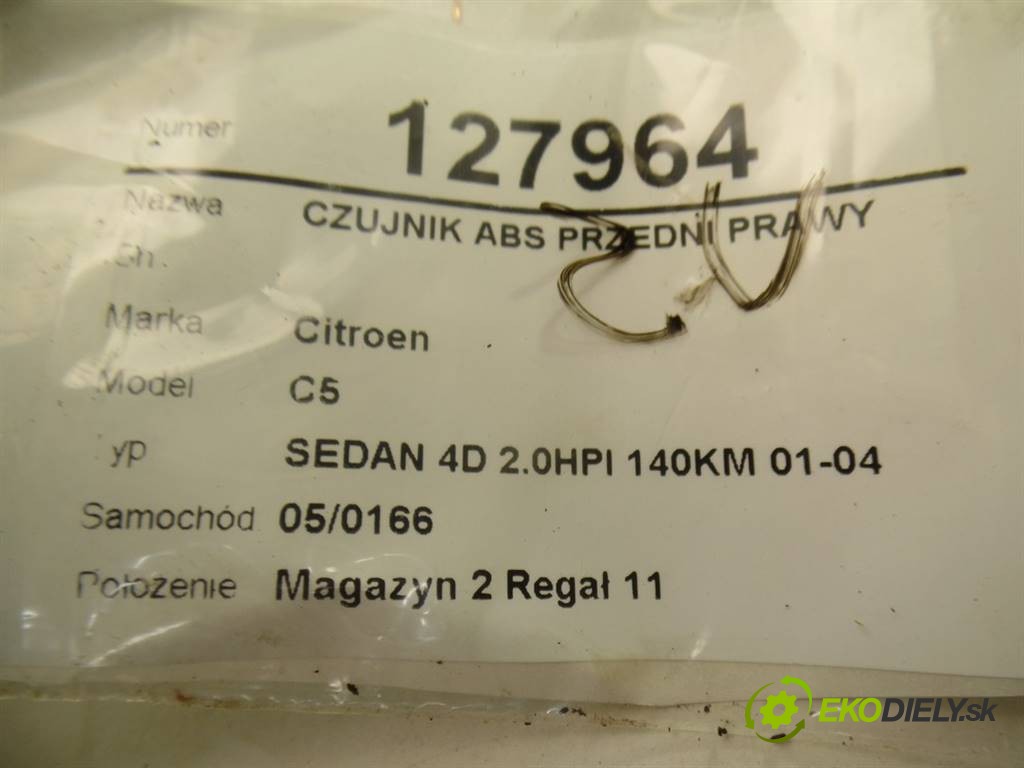 Numer 127964
Nazwa CZUJNIK ABS PRZEDNI PRAWY
Marka Citroen
Model C5
yp SEDAN 4D 2.0HPI 140KM 01-04
Samochód 05/0166
Położenie Magazyn 2 Regał 11
EKODIELY.sk